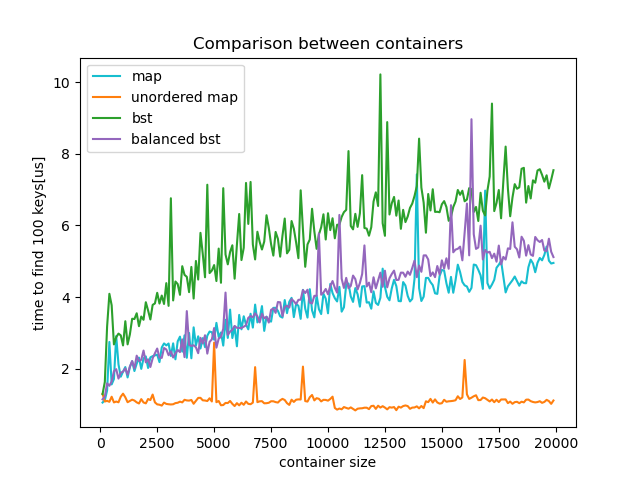 Comparison between containers
map
unordered map
bst
balanced bst
time to find 100 keys[us]
10
8
6
4
2
0
2500
5000
7500
10000
12500
15000
17500
20000
container size